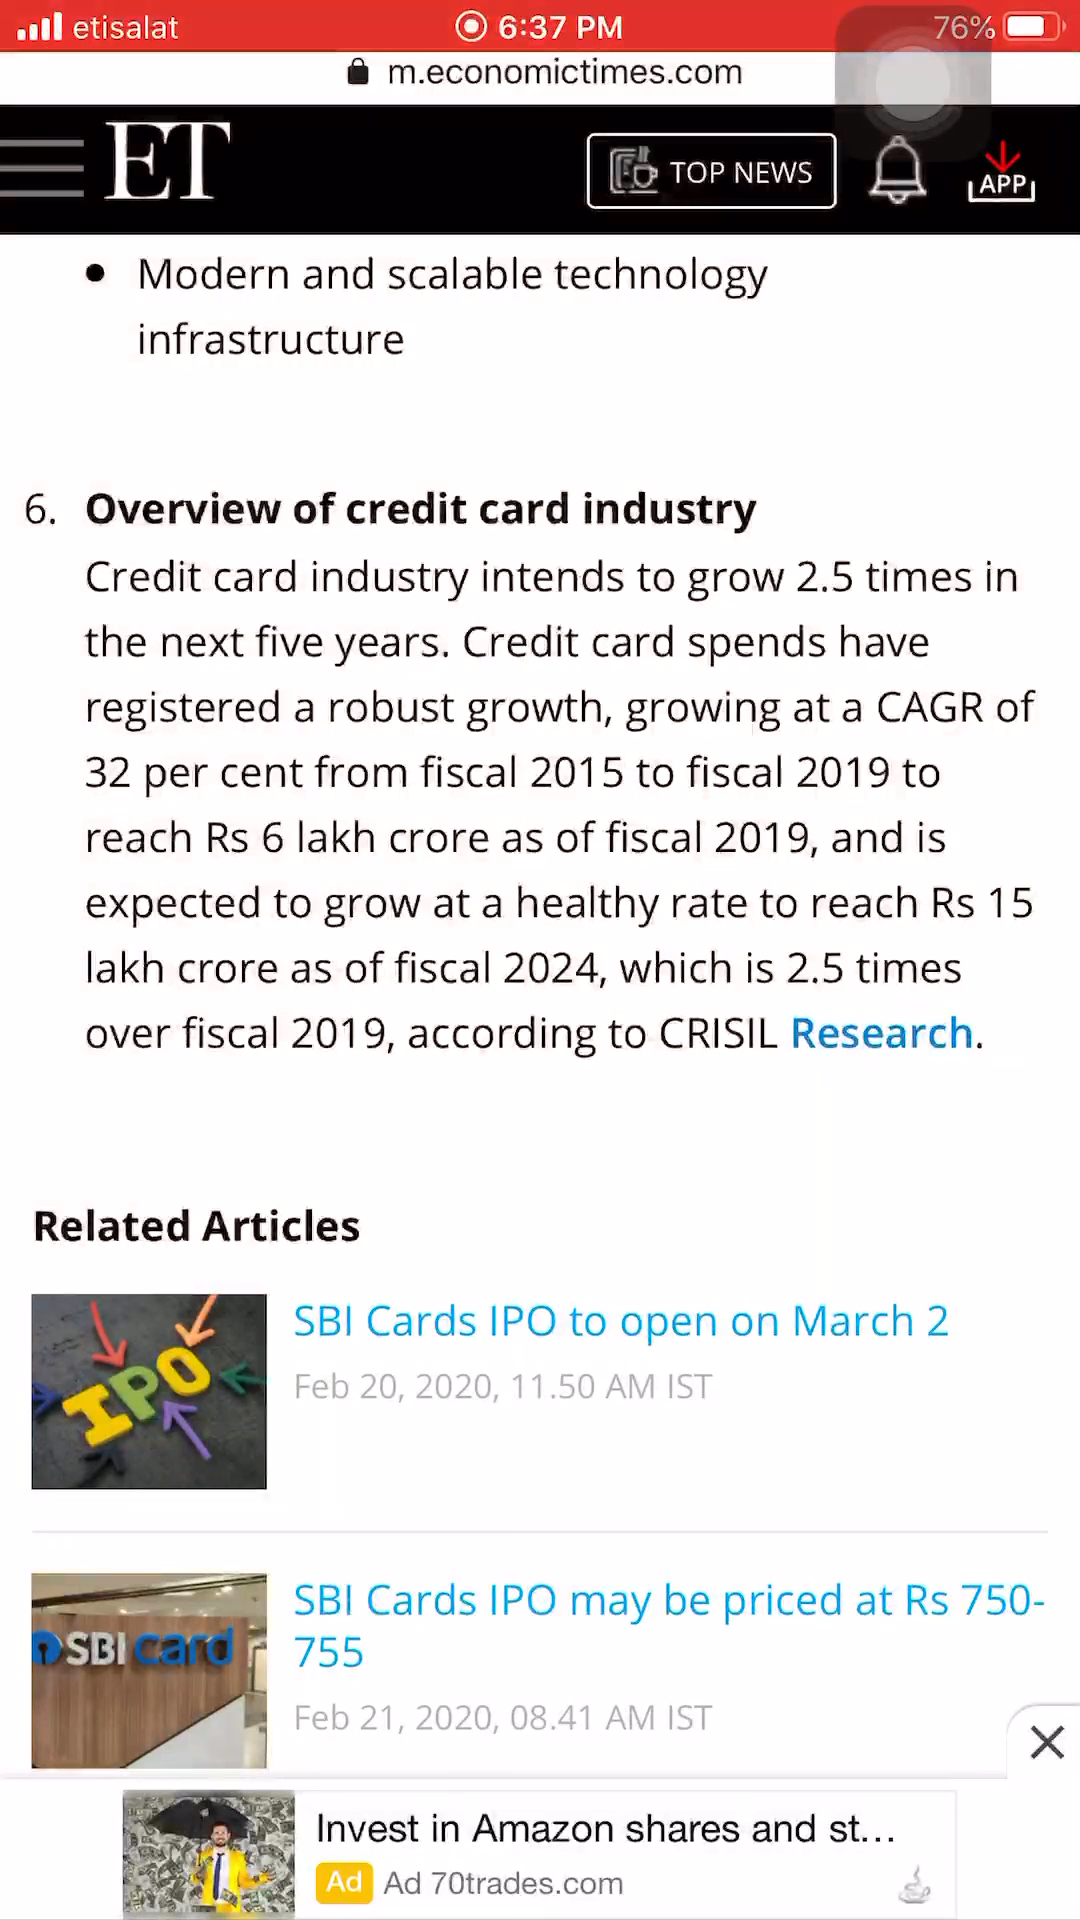 etisalat 6:37 PM 76%
m.economictimes.com
ET TOP NEWS APP
• Modern and scalable technology
infrastructure
6. Overview of credit card industry
Credit card industry intends to grow 2.5 times in
the next five years. Credit card spends have
registered a robust growth, growing at a CAGR of
32 per cent from fiscal 2015 to fiscal 2019 to
reach Rs 6 lakh crore as of fiscal 2019, and is
expected to grow at a healthy rate to reach Rs 15
lakh crore as of fiscal 2024, which is 2.5 times
over fiscal 2019, according to CRISIL Research.
Related Articles
IPO
SBI Cards IPO to open on March 2
Feb 20, 2020, 11.50 AM IST
SBI card
SBI Cards IPO may be priced at Rs 750-
755
Feb 21, 2020, 08.41 AM IST
Invest in Amazon shares and st...
Ad Ad 70trades.com